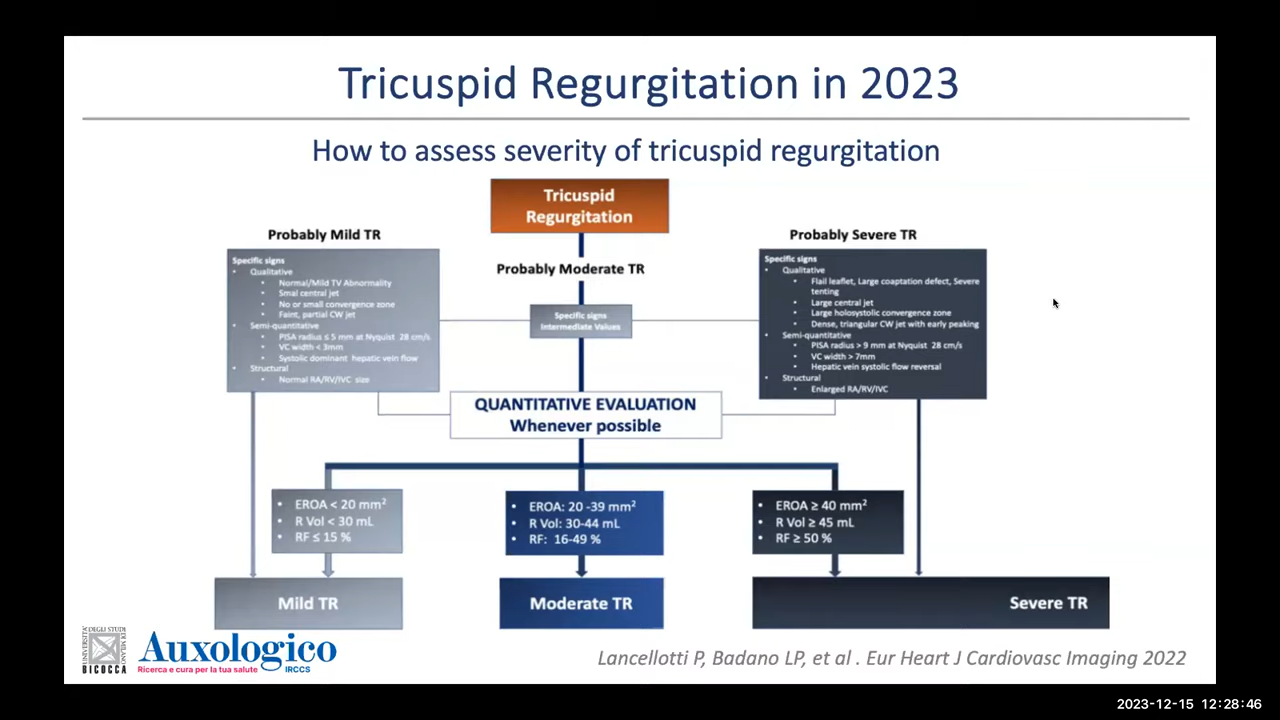 Tricuspid Regurgitation in 2023
How to assess severity of tricuspid regurgitation
Tricuspid
Regurgitation
Probably Mild TR
Specific signs
• Qualitative
• Normal/Mild TV Abnormality
• Smal central jet
• No or small convergence zone
• Faint, partial CW jet
• Semi-quantitative
• PISA radius ≤ 5 mm at Nyquist 28 cm/s
• VC width < 3mm
• Systolic dominant hepatic vein flow
• Structural
• Normal RA/RV/IVC size
Probably Moderate TR
Specific signs
Intermediate Values
Probably Severe TR
Specific signs
• Qualitative
• Flail leaflet, Large coaptation defect, Severe
tenting
• Large central jet
• Large holosystolic convergence zone
• Dense, triangular CW jet with early peaking
• Semi-quantitative
• PISA radius > 9 mm at Nyquist 28 cm/s
• VC width > 7mm
• Hepatic vein systolic flow reversal
• Structural
• Enlarged RA/RV/IVC
QUANTITATIVE EVALUATION
Whenever possible
• EROA < 20 mm²
• R Vol < 30 mL
• RF ≤ 15 %
• EROA: 20 -39 mm²
• R Vol: 30-44 mL
• RF: 16-49 %
• EROA ≥ 40 mm²
• R Vol ≥ 45 mL
• RF ≥ 50 %
Mild TR
Moderate TR
Severe TR
UNIVERSITA' DEGLI STUDI DI MILANO
BICOCCA
Auxologico
Ricerca e cura per la tua salute IRCCS
Lancellotti P, Badano LP, et al . Eur Heart J Cardiovasc Imaging 2022
2023-12-15 12:28:46